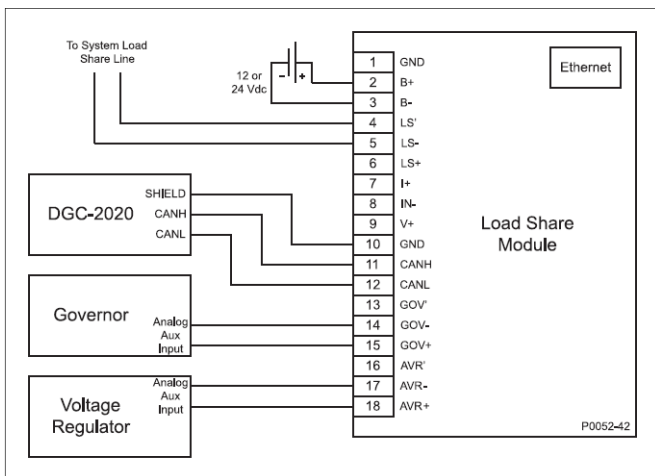 To System Load
Share Line
12 or
24 Vdc
- +
1 GND
2 B+
3 B-
4 LS'
5 LS-
6 LS+
7 I+
8 IN-
9 V+
10 GND
11 CANH
12 CANL
13 GOV'
14 GOV-
15 GOV+
16 AVR'
17 AVR-
18 AVR+
Ethernet
Load Share
Module
DGC-2020
SHIELD
CANH
CANL
Governor
Analog
Aux
Input
Voltage
Regulator
Analog
Aux
Input
P0052-42